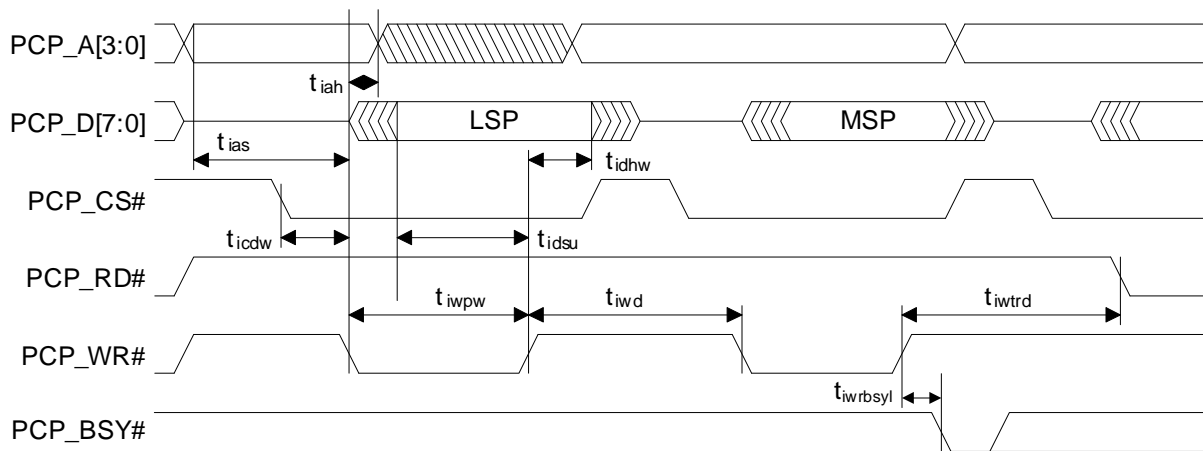 PCP_A[3:0]
t iah
PCP_D[7:0]
LSP
MSP
t ias
t idhw
PCP_CS#
t icdw
t idsu
PCP_RD#
t iwpw
t iwd
t iwtrd
PCP_WR#
t iwrbsyl
PCP_BSY#